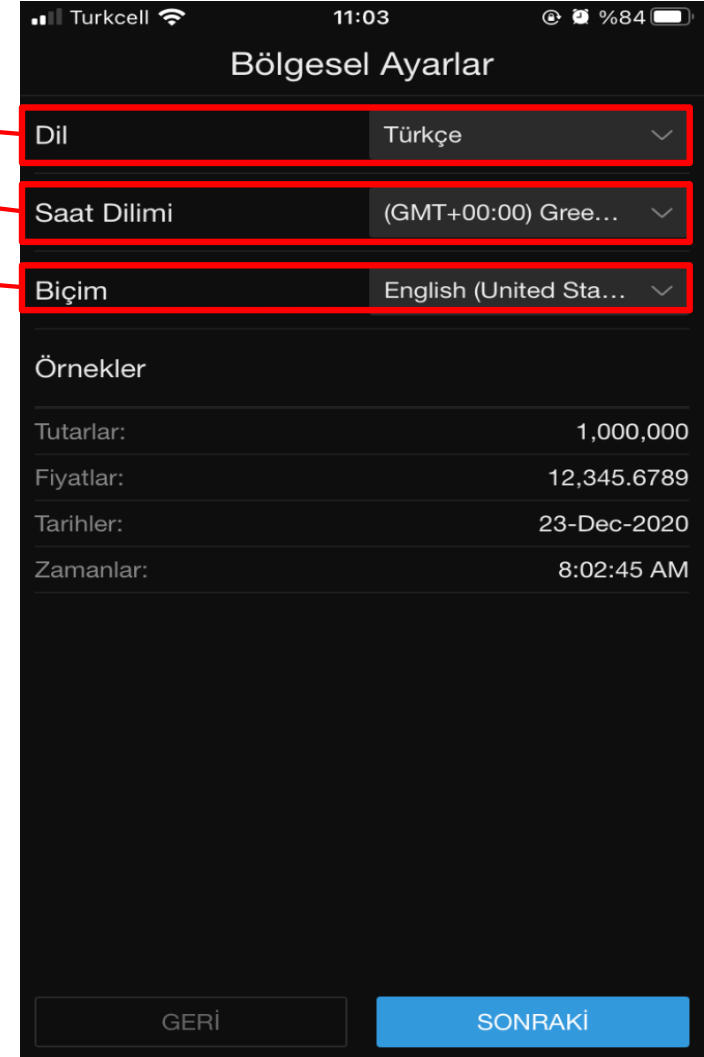 Turkcell 11:03 %84
Bölgesel Ayarlar
Dil Türkçe
Saat Dilimi (GMT+00:00) Gree...
Biçim English (United Sta...
Örnekler
Tutarlar: 1,000,000
Fiyatlar: 12,345.6789
Tarihler: 23-Dec-2020
Zamanlar: 8:02:45 AM
GERİ SONRAKİ